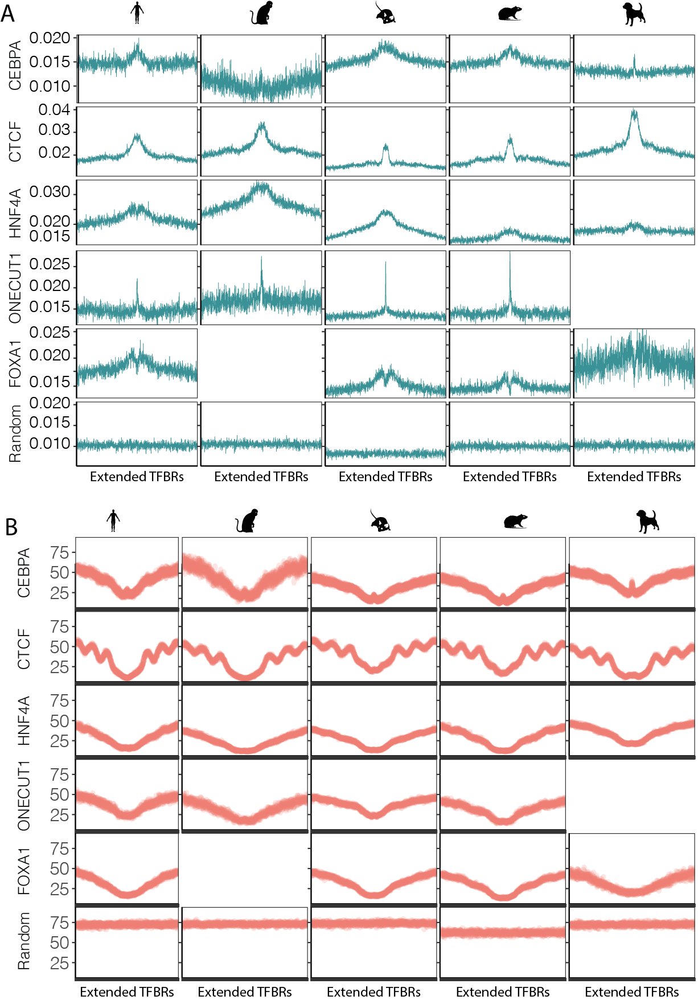 A
CEBPA
0.020
0.015
0.010
CTCF
0.04
0.03
0.02
HNF4A
0.030
0.020
0.015
ONECUT1
0.025
0.020
0.015
FOXA1
0.025
0.020
0.015
Random
0.020
0.015
0.010
Extended TFBRs Extended TFBRs Extended TFBRs Extended TFBRs Extended TFBRs
B
CEBPA
75
50
25
CTCF
75
50
25
HNF4A
75
50
25
ONECUT1
75
50
25
FOXA1
75
50
25
Random
75
50
25
Extended TFBRs Extended TFBRs Extended TFBRs Extended TFBRs Extended TFBRs